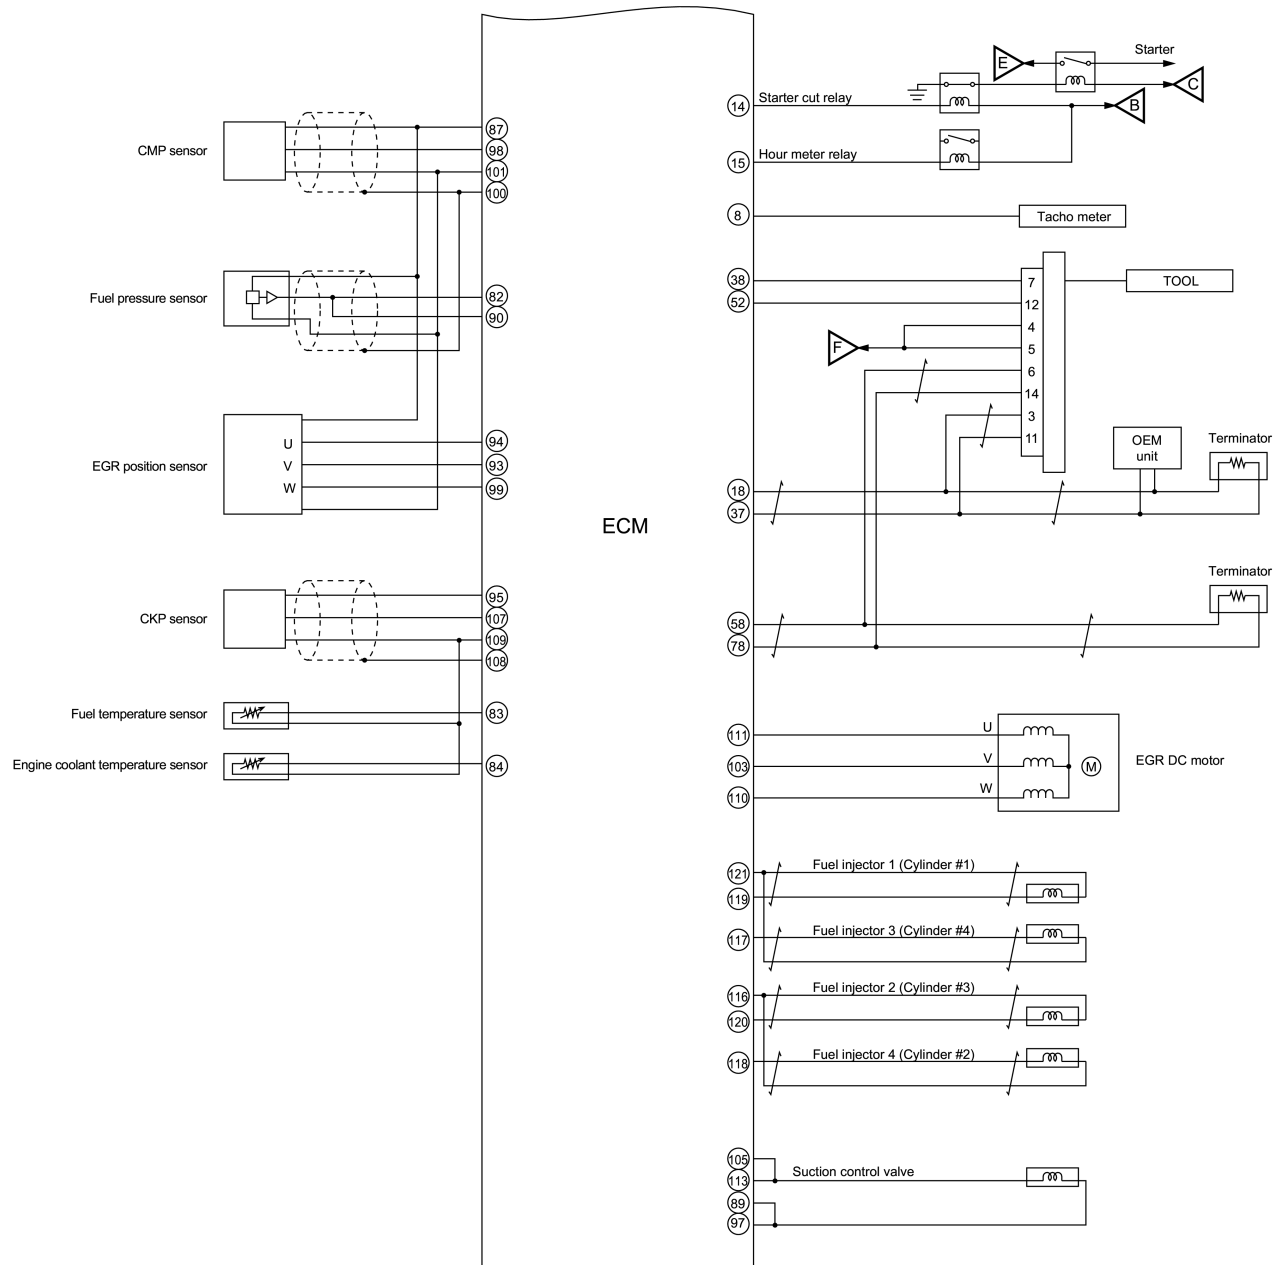 CMP sensor
87
98
101
100
Fuel pressure sensor
82
90
EGR position sensor
U
V
W
94
93
99
CKP sensor
95
107
109
108
Fuel temperature sensor
83
Engine coolant temperature sensor
84
ECM
E
Starter
C
14
Starter cut relay
B
15
Hour meter relay
8
Tacho meter
38
7
TOOL
52
12
4
F
5
6
14
3
11
OEM
unit
Terminator
18
37
Terminator
58
78
111
U
103
V
M
EGR DC motor
110
W
121
Fuel injector 1 (Cylinder #1)
119
117
Fuel injector 3 (Cylinder #4)
116
Fuel injector 2 (Cylinder #3)
120
118
Fuel injector 4 (Cylinder #2)
105
113
Suction control valve
89
97